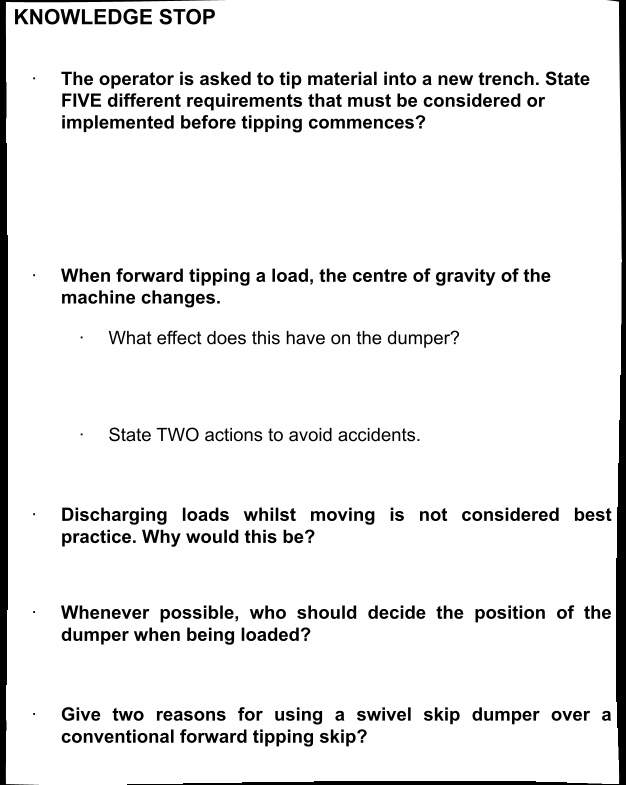 KNOWLEDGE STOP
· The operator is asked to tip material into a new trench. State
FIVE different requirements that must be considered or
implemented before tipping commences?
· When forward tipping a load, the centre of gravity of the
machine changes.
· What effect does this have on the dumper?
· State TWO actions to avoid accidents.
· Discharging loads whilst moving is not considered best
practice. Why would this be?
· Whenever possible, who should decide the position of the
dumper when being loaded?
· Give two reasons for using a swivel skip dumper over a
conventional forward tipping skip?